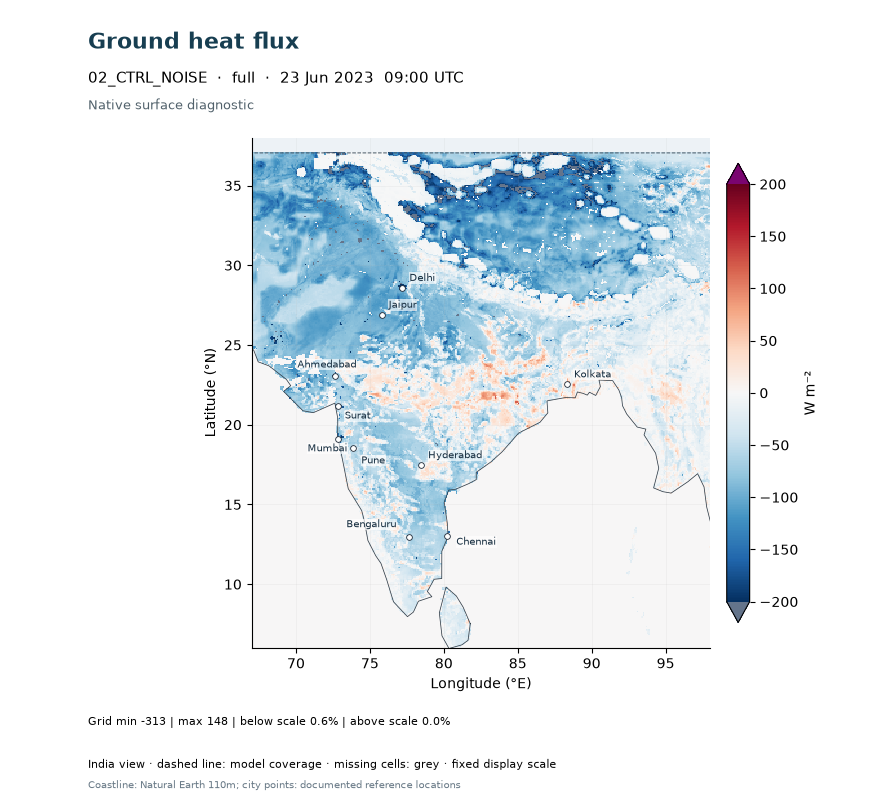 Ground heat flux
02_CTRL_NOISE · full · 23 Jun 2023 09:00 UTC
Native surface diagnostic
35
30
25
20
15
10
Latitude (°N)
Delhi
Jaipur
Ahmedabad
Kolkata
Surat
Mumbai
Pune
Hyderabad
Bengaluru
Chennai
70
75
80
85
90
95
Longitude (°E)
200
150
100
50
0
−50
−100
−150
−200
W m⁻²
Grid min -313 | max 148 | below scale 0.6% | above scale 0.0%
India view · dashed line: model coverage · missing cells: grey · fixed display scale
Coastline: Natural Earth 110m; city points: documented reference locations